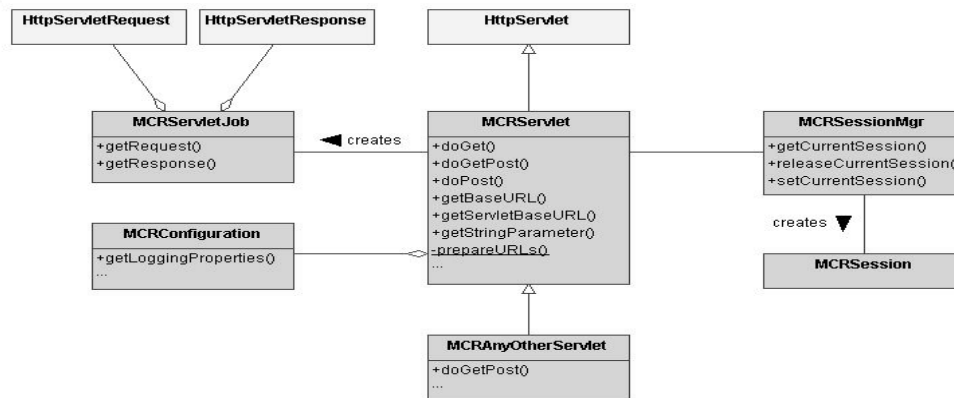 HttpServletRequest
HttpServletResponse
HttpServlet
MCRServletJob
+getRequest()
+getResponse()
creates
MCRServlet
+doGet()
+doGetPost()
+doPost()
+getBaseURL()
+getServletBaseURL()
+getStringParameter()
-prepareURLs()
...
MCRSessionMgr
+getCurrentSession()
+releaseCurrentSession()
+setCurrentSession()
MCRConfiguration
+getLoggingProperties()
...
creates
MCRSession
MCRAnyOtherServlet
+doGetPost()
...